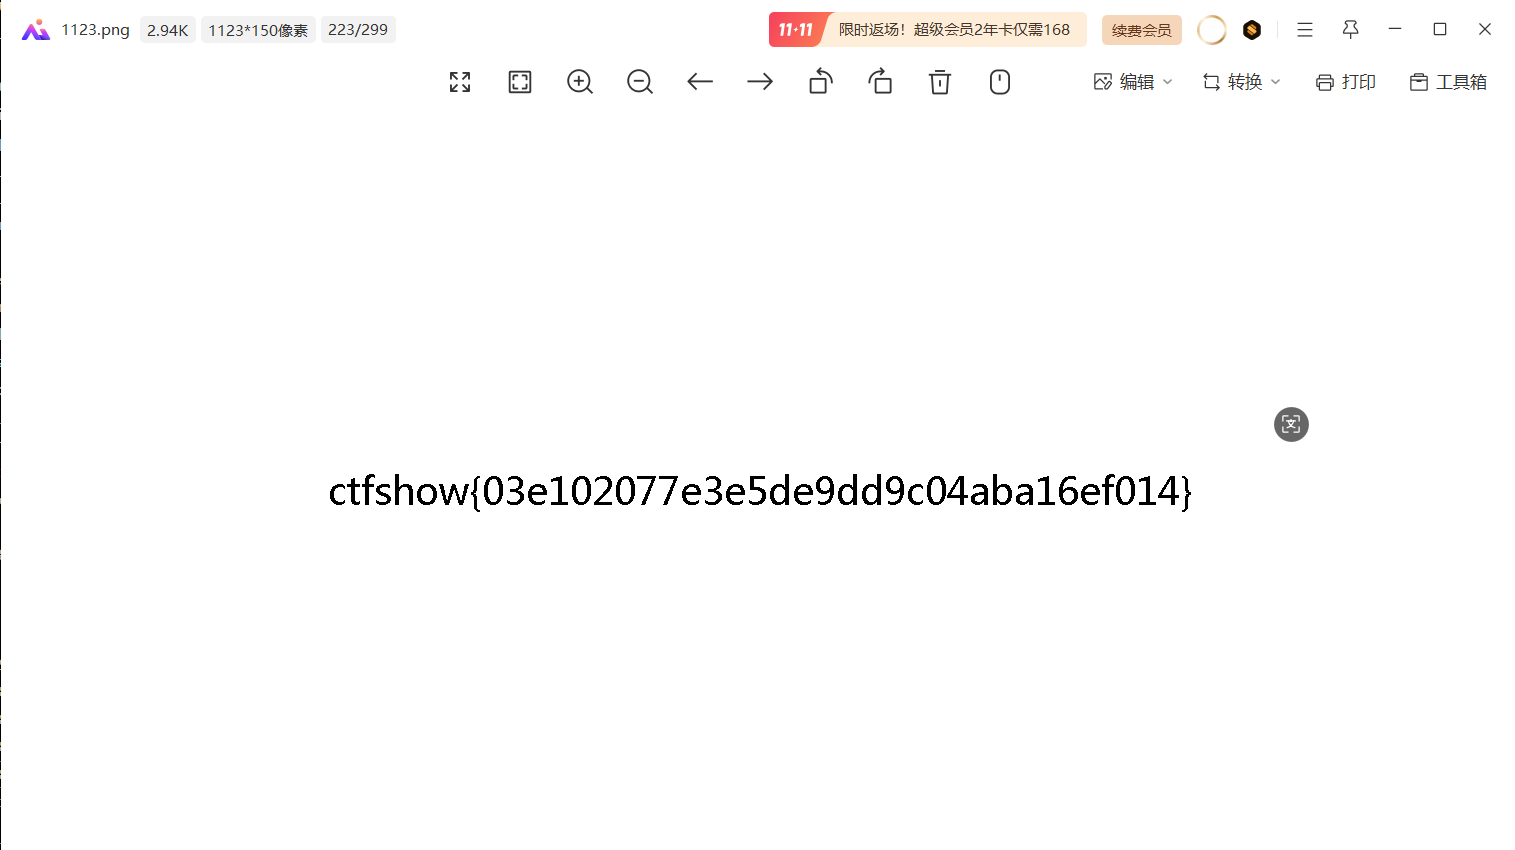 1123.png 2.94K 1123*150像素 223/299 11·11 限时返场！超级会员2年卡仅需168 续费会员
编辑 转换 打印 工具箱
文
ctfshow{03e102077e3e5de9dd9c04aba16ef014}